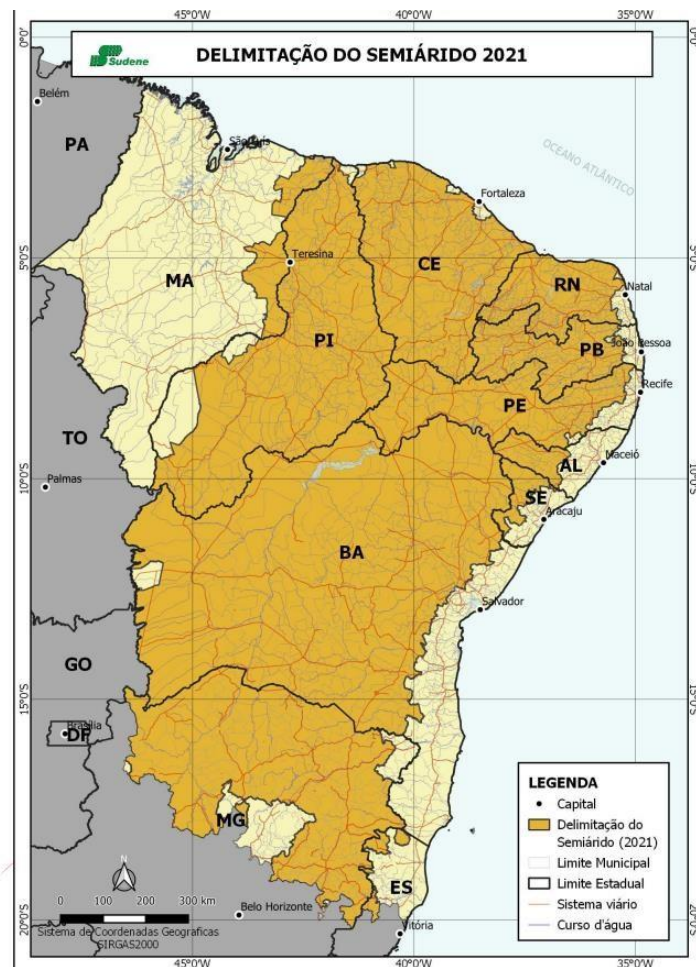 45°0'W 40°0'W 35°0'W
0°0'
Sudene
DELIMITAÇÃO DO SEMIÁRIDO 2021
Belém
PA
São Luís
OCEANO ATLÂNTICO
Fortaleza
5°0'S
Teresina
CE
MA
RN
Natal
PI
PB
João Pessoa
Recife
PE
TO
AL
Maceió
Palmas
10°0'S
SE
Aracaju
BA
Salvador
GO
15°0'S
Brasília
DF
MG
ES
Belo Horizonte
Vitória
20°0'S
LEGENDA
Capital
Delimitação do
Semiárido (2021)
Limite Municipal
Limite Estadual
Sistema viário
Curso d'água
N
0 100 200 300 km
Sistema de Coordenadas Geográficas
SIRGAS2000
45°0'W 40°0'W 35°0'W